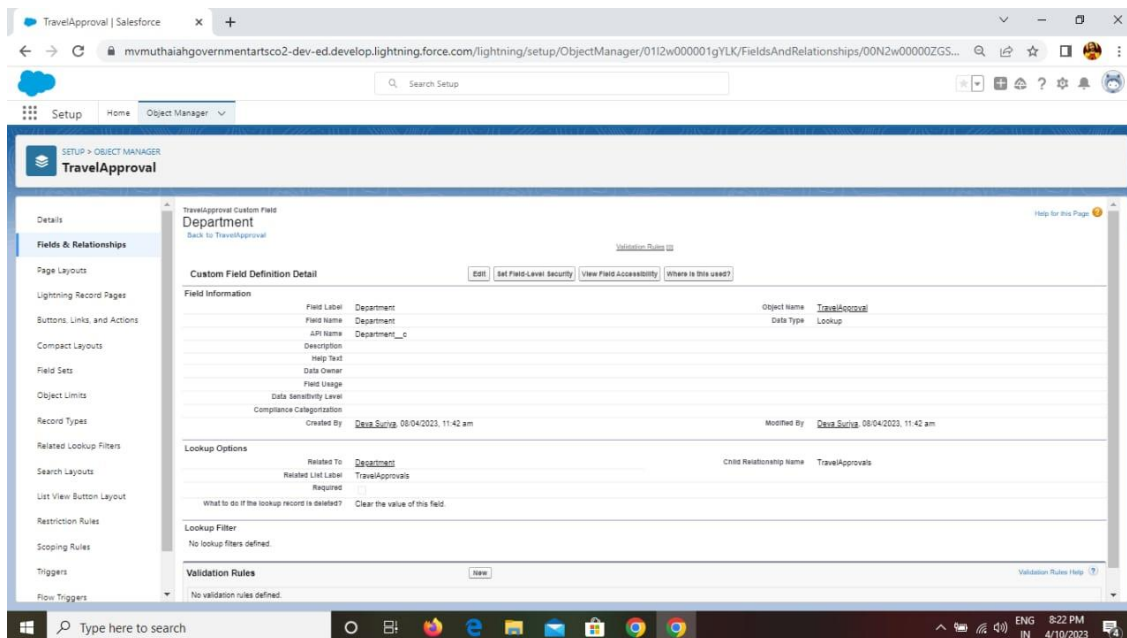 TravelApproval | Salesforce
mvmuthaiahgovernmentartsco2-dev-ed.develop.lightning.force.com/lightning/setup/ObjectManager/01I2w000001gYLK/FieldsAndRelationships/00N2w00000ZGS...
Search Setup
Setup Home Object Manager
SETUP > OBJECT MANAGER
TravelApproval
Details
Fields & Relationships
Page Layouts
Lightning Record Pages
Buttons, Links, and Actions
Compact Layouts
Field Sets
Object Limits
Record Types
Related Lookup Filters
Search Layouts
List View Button Layout
Restriction Rules
Scoping Rules
Triggers
Flow Triggers
TravelApproval Custom Field
Department
Back to TravelApproval
Help for this Page
Validation Rules [0]
Custom Field Definition Detail Edit Set Field-Level Security View Field Accessibility Where is this used?
Field Information
Field Label Department Object Name TravelApproval
Field Name Department Data Type Lookup
API Name Department__c
Description
Help Text
Data Owner
Field Usage
Data Sensitivity Level
Compliance Categorization
Created By Deva Suriya, 08/04/2023, 11:42 am Modified By Deva Suriya, 08/04/2023, 11:42 am
Lookup Options
Related To Department Child Relationship Name TravelApprovals
Related List Label TravelApprovals
Required
What to do if the lookup record is deleted? Clear the value of this field.
Lookup Filter
No lookup filters defined.
Validation Rules New Validation Rules Help
No validation rules defined.
Type here to search
ENG 8:22 PM
IN 4/10/2023